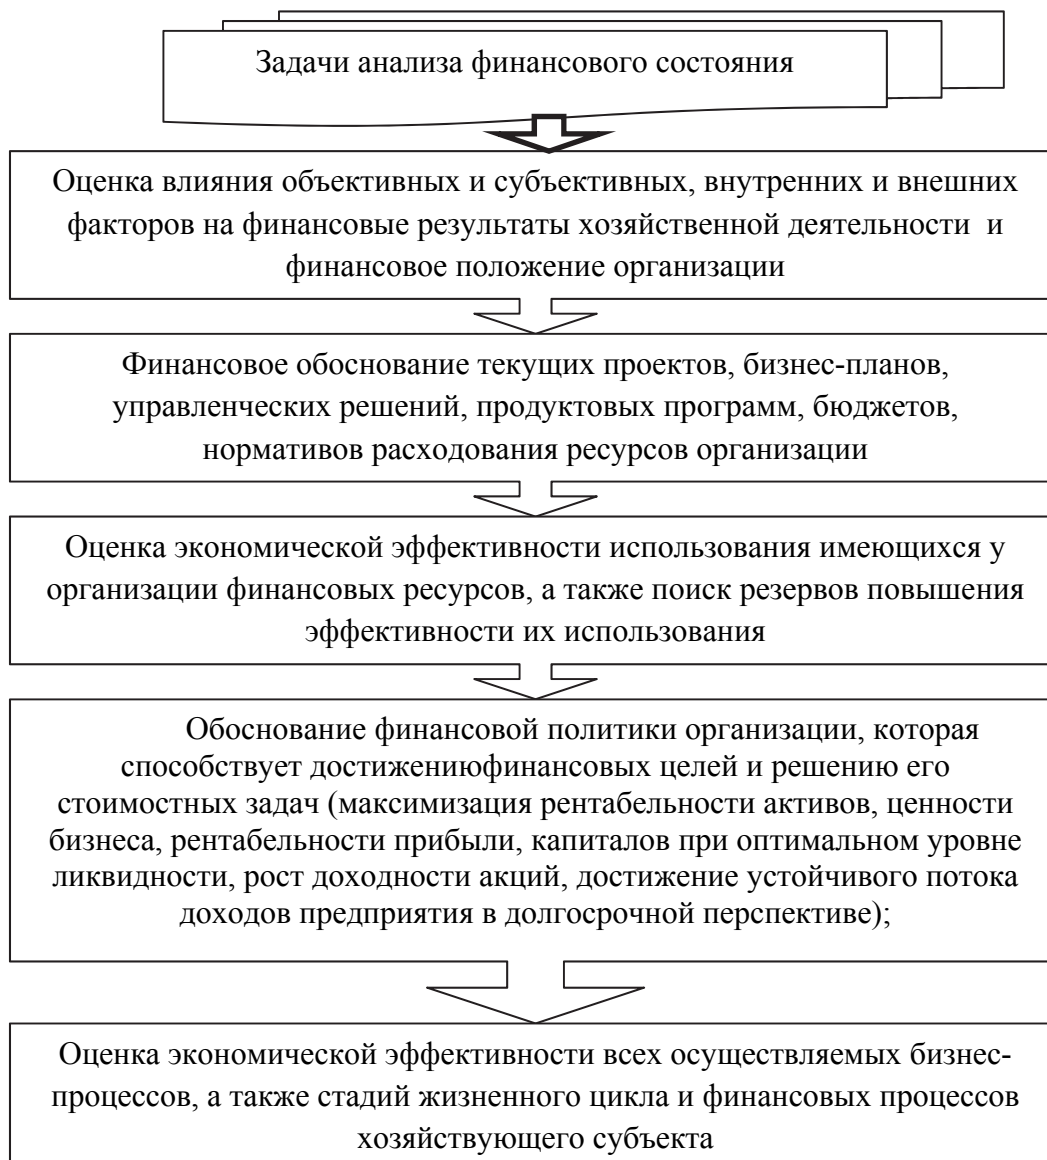 Задачи анализа финансового состояния
Оценка влияния объективных и субъективных, внутренних и внешних
факторов на финансовые результаты хозяйственной деятельности и
финансовое положение организации
Финансовое обоснование текущих проектов, бизнес-планов,
управленческих решений, продуктовых программ, бюджетов,
нормативов расходования ресурсов организации
Оценка экономической эффективности использования имеющихся у
организации финансовых ресурсов, а также поиск резервов повышения
эффективности их использования
Обоснование финансовой политики организации, которая
способствует достижениюфинансовых целей и решению его
стоимостных задач (максимизация рентабельности активов, ценности
бизнеса, рентабельности прибыли, капиталов при оптимальном уровне
ликвидности, рост доходности акций, достижение устойчивого потока
доходов предприятия в долгосрочной перспективе);
Оценка экономической эффективности всех осуществляемых бизнес-
процессов, а также стадий жизненного цикла и финансовых процессов
хозяйствующего субъекта